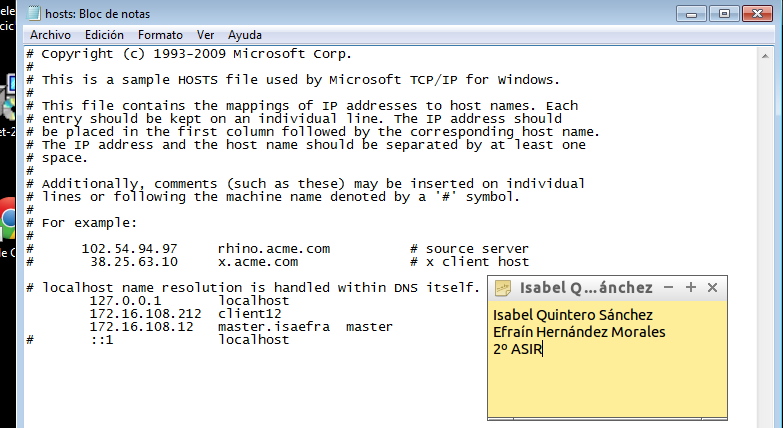 hosts: Bloc de notas
Archivo Edición Formato Ver Ayuda
# Copyright (c) 1993-2009 Microsoft Corp.
#
# This is a sample HOSTS file used by Microsoft TCP/IP for Windows.
#
# This file contains the mappings of IP addresses to host names. Each
# entry should be kept on an individual line. The IP address should
# be placed in the first column followed by the corresponding host name.
# The IP address and the host name should be separated by at least one
# space.
#
# Additionally, comments (such as these) may be inserted on individual
# lines or following the machine name denoted by a '#' symbol.
#
# For example:
#
#      102.54.94.97     rhino.acme.com          # source server
#       38.25.63.10     x.acme.com              # x client host
# localhost name resolution is handled within DNS itself.
127.0.0.1       localhost
172.16.108.212  client12
172.16.108.12   master.isaefra  master
#       ::1             localhost
Isabel Q...ánchez
Isabel Quintero Sánchez
Efraín Hernández Morales
2º ASIR